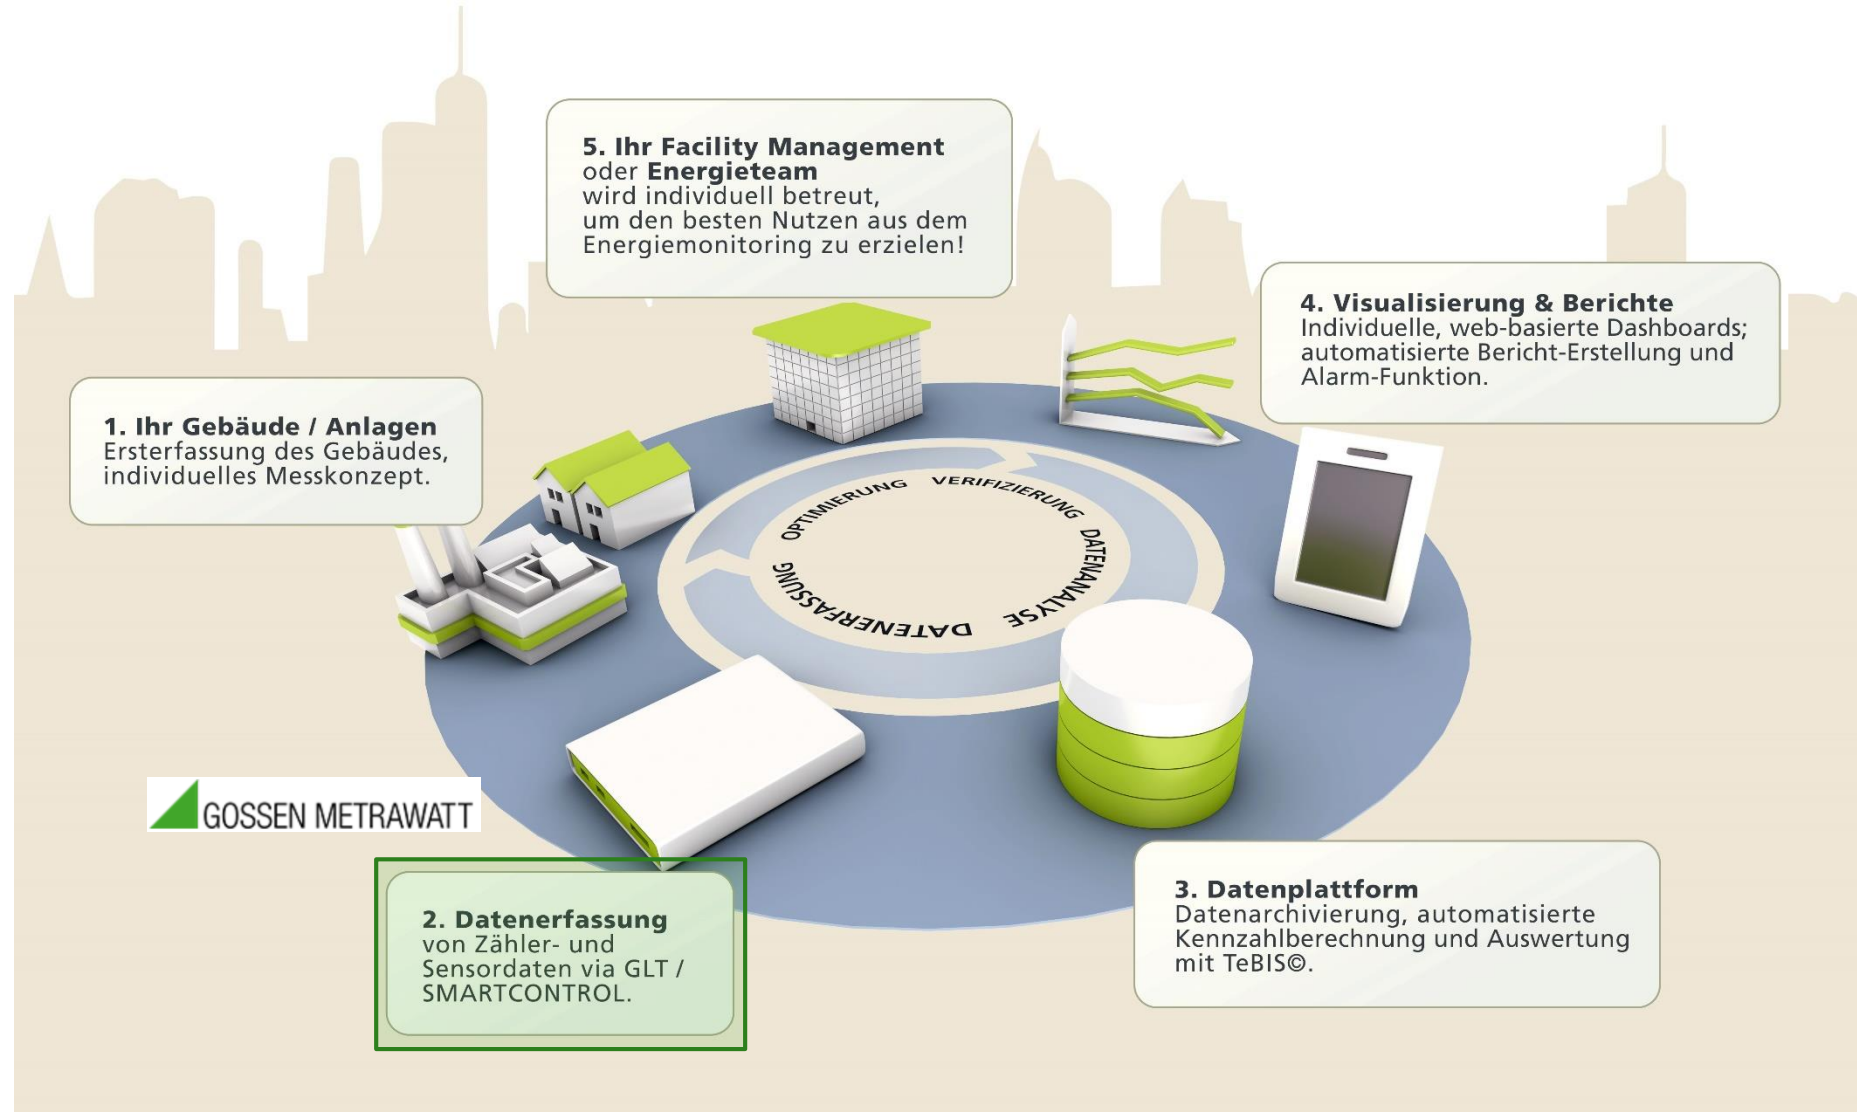 1. Ihr Gebäude / Anlagen
Ersterfassung des Gebäudes,
individuelles Messkonzept.
2. Datenerfassung
von Zähler- und
Sensordaten via GLT /
SMARTCONTROL.
3. Datenplattform
Datenarchivierung, automatisierte
Kennzahlberechnung und Auswertung
mit TeBIS©.
4. Visualisierung & Berichte
Individuelle, web-basierte Dashboards;
automatisierte Bericht-Erstellung und
Alarm-Funktion.
5. Ihr Facility Management
oder Energieteam
wird individuell betreut,
um den besten Nutzen aus dem
Energiemonitoring zu erzielen!
OPTIMIERUNG
VERIFIZIERUNG
DATENANALYSE
DATENERFASSUNG
GOSSEN METRAWATT